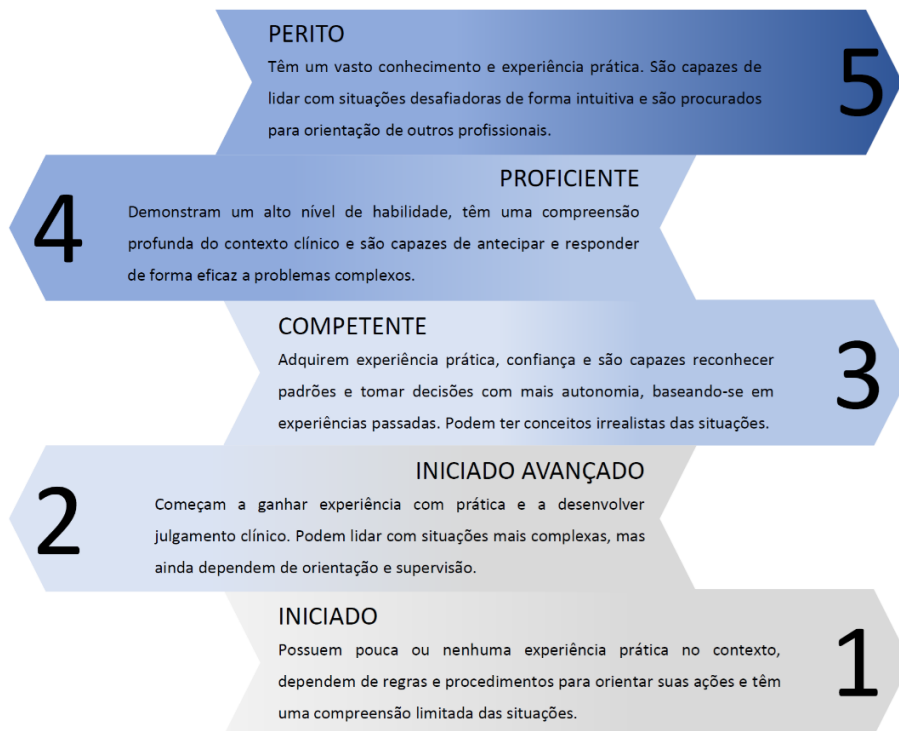 PERITO
Têm um vasto conhecimento e experiência prática. São capazes de
lidar com situações desafiadoras de forma intuitiva e são procurados
para orientação de outros profissionais.
5
PROFICIENTE
4
Demonstram um alto nível de habilidade, têm uma compreensão
profunda do contexto clínico e são capazes de antecipar e responder
de forma eficaz a problemas complexos.
COMPETENTE
Adquirem experiência prática, confiança e são capazes reconhecer
padrões e tomar decisões com mais autonomia, baseando-se em
experiências passadas. Podem ter conceitos irrealistas das situações.
3
INICIADO AVANÇADO
2
Começam a ganhar experiência com prática e a desenvolver
julgamento clínico. Podem lidar com situações mais complexas, mas
ainda dependem de orientação e supervisão.
INICIADO
Possuem pouca ou nenhuma experiência prática no contexto,
dependem de regras e procedimentos para orientar suas ações e têm
uma compreensão limitada das situações.
1